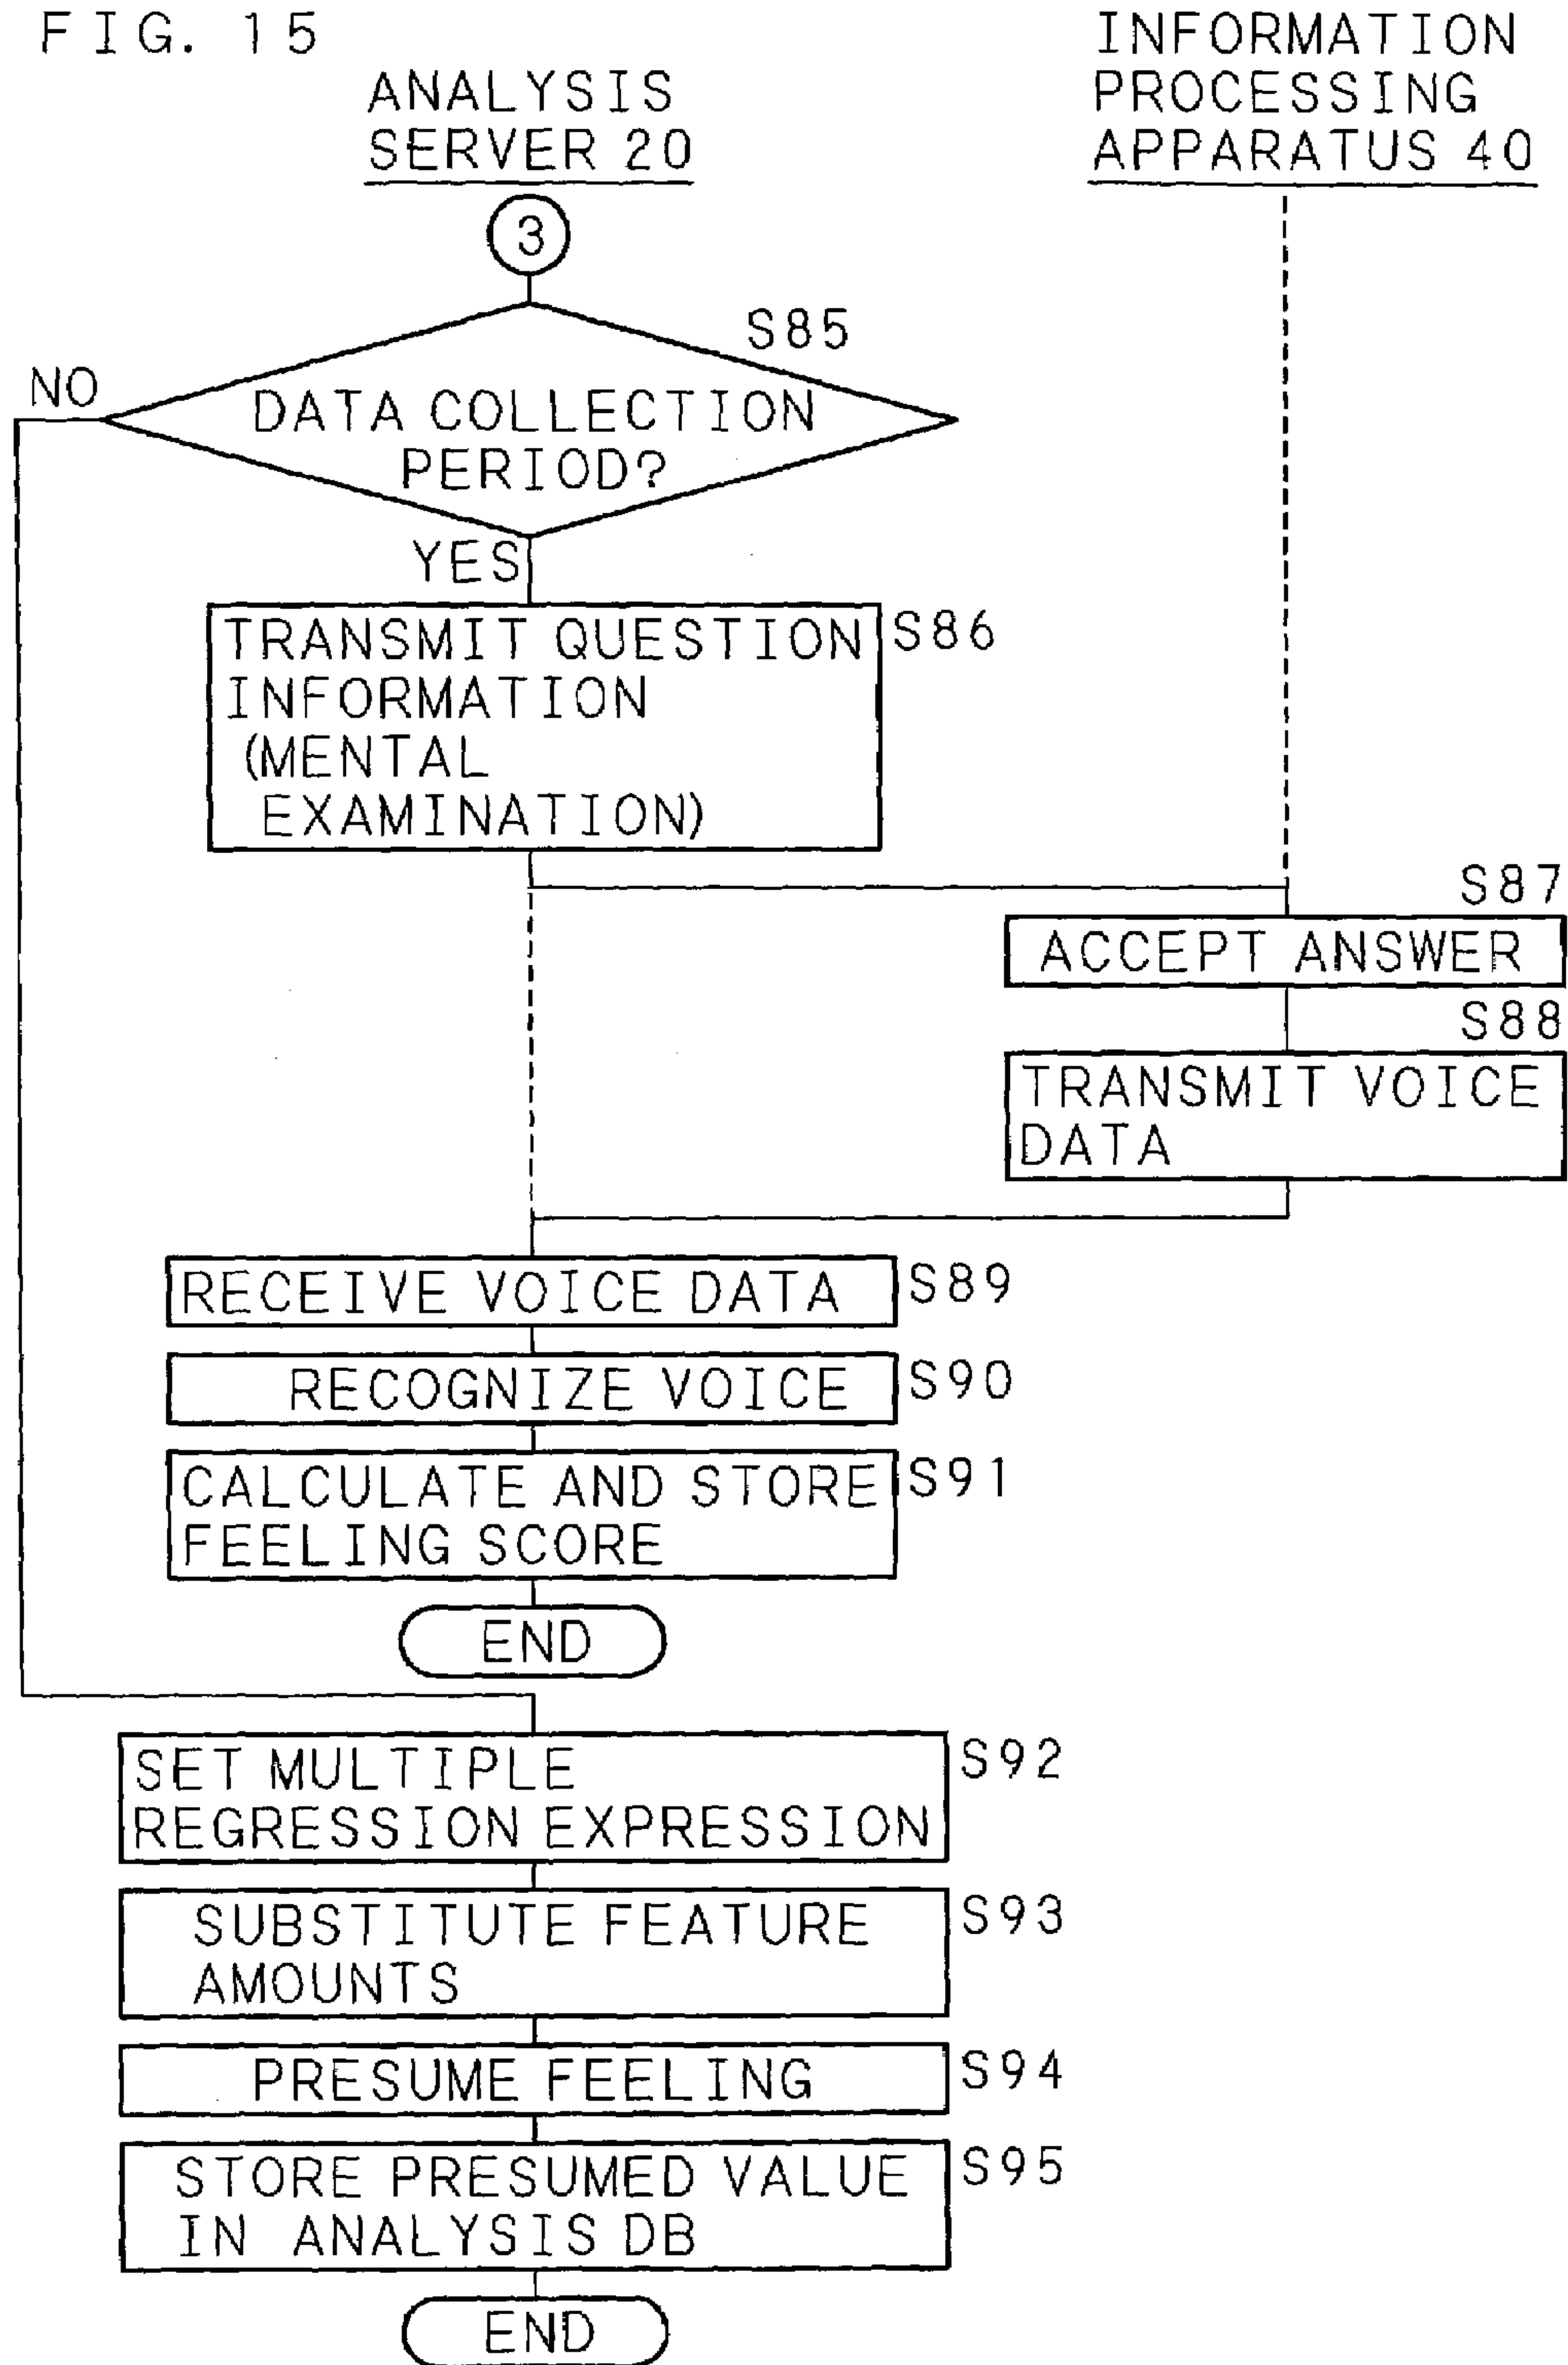 FIG. 15
ANALYSIS
SERVER 20
INFORMATION
PROCESSING
APPARATUS 40
3
S85
NO
DATA COLLECTION
PERIOD?
YES
TRANSMIT QUESTION
INFORMATION
(MENTAL
EXAMINATION)
S86
S87
ACCEPT ANSWER
S88
TRANSMIT VOICE
DATA
RECEIVE VOICE DATA
S89
RECOGNIZE VOICE
S90
CALCULATE AND STORE
FEELING SCORE
S91
END
SET MULTIPLE
REGRESSION EXPRESSION
S92
SUBSTITUTE FEATURE
AMOUNTS
S93
PRESUME FEELING
S94
STORE PRESUMED VALUE
IN ANALYSIS DB
S95
END